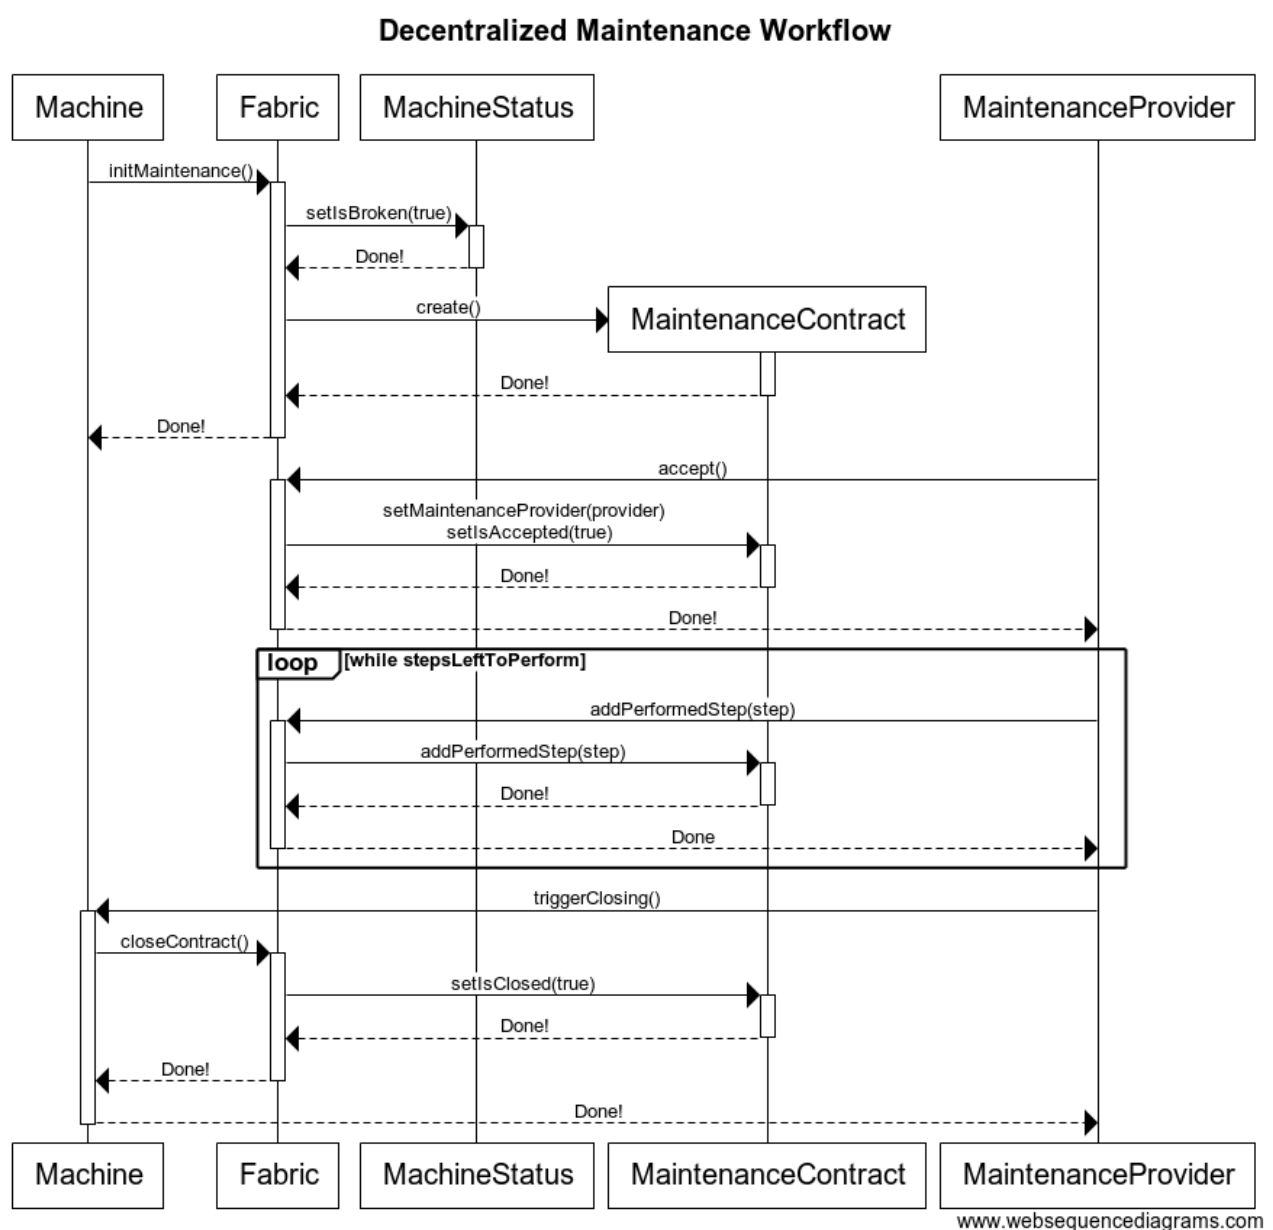 Decentralized Maintenance Workflow
Machine
Fabric
MachineStatus
MaintenanceProvider
initMaintenance()
setIsBroken(true)
Done!
create()
MaintenanceContract
Done!
Done!
accept()
setMaintenanceProvider(provider)
setIsAccepted(true)
Done!
Done!
loop
[while stepsLeftToPerform]
addPerformedStep(step)
addPerformedStep(step)
Done!
Done
triggerClosing()
closeContract()
setIsClosed(true)
Done!
Done!
Done!
Machine
Fabric
MachineStatus
MaintenanceContract
MaintenanceProvider
www.websequencediagrams.com